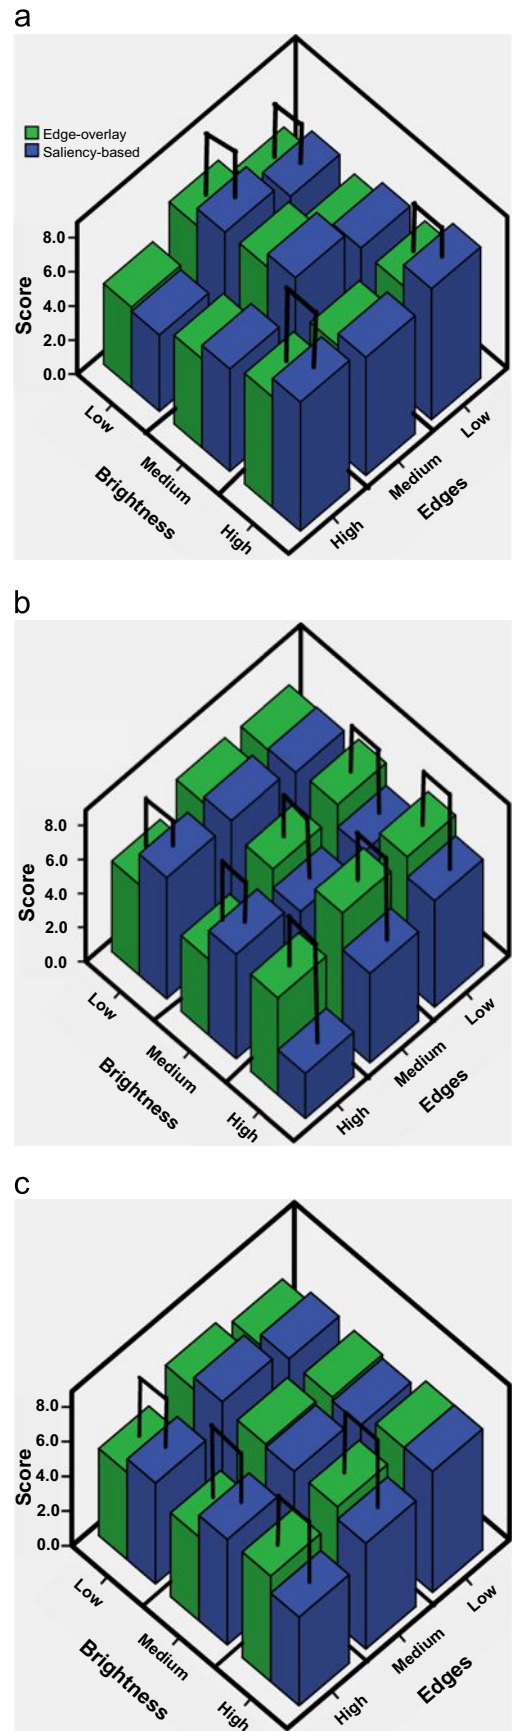 a
Edge-overlay
Saliency-based
8.0
6.0
4.0
2.0
0.0
Score
Low
Medium
High
Brightness
High
Medium
Low
Edges
b
8.0
6.0
4.0
2.0
0.0
Score
Low
Medium
High
Brightness
High
Medium
Low
Edges
c
8.0
6.0
4.0
2.0
0.0
Score
Low
Medium
High
Brightness
High
Medium
Low
Edges